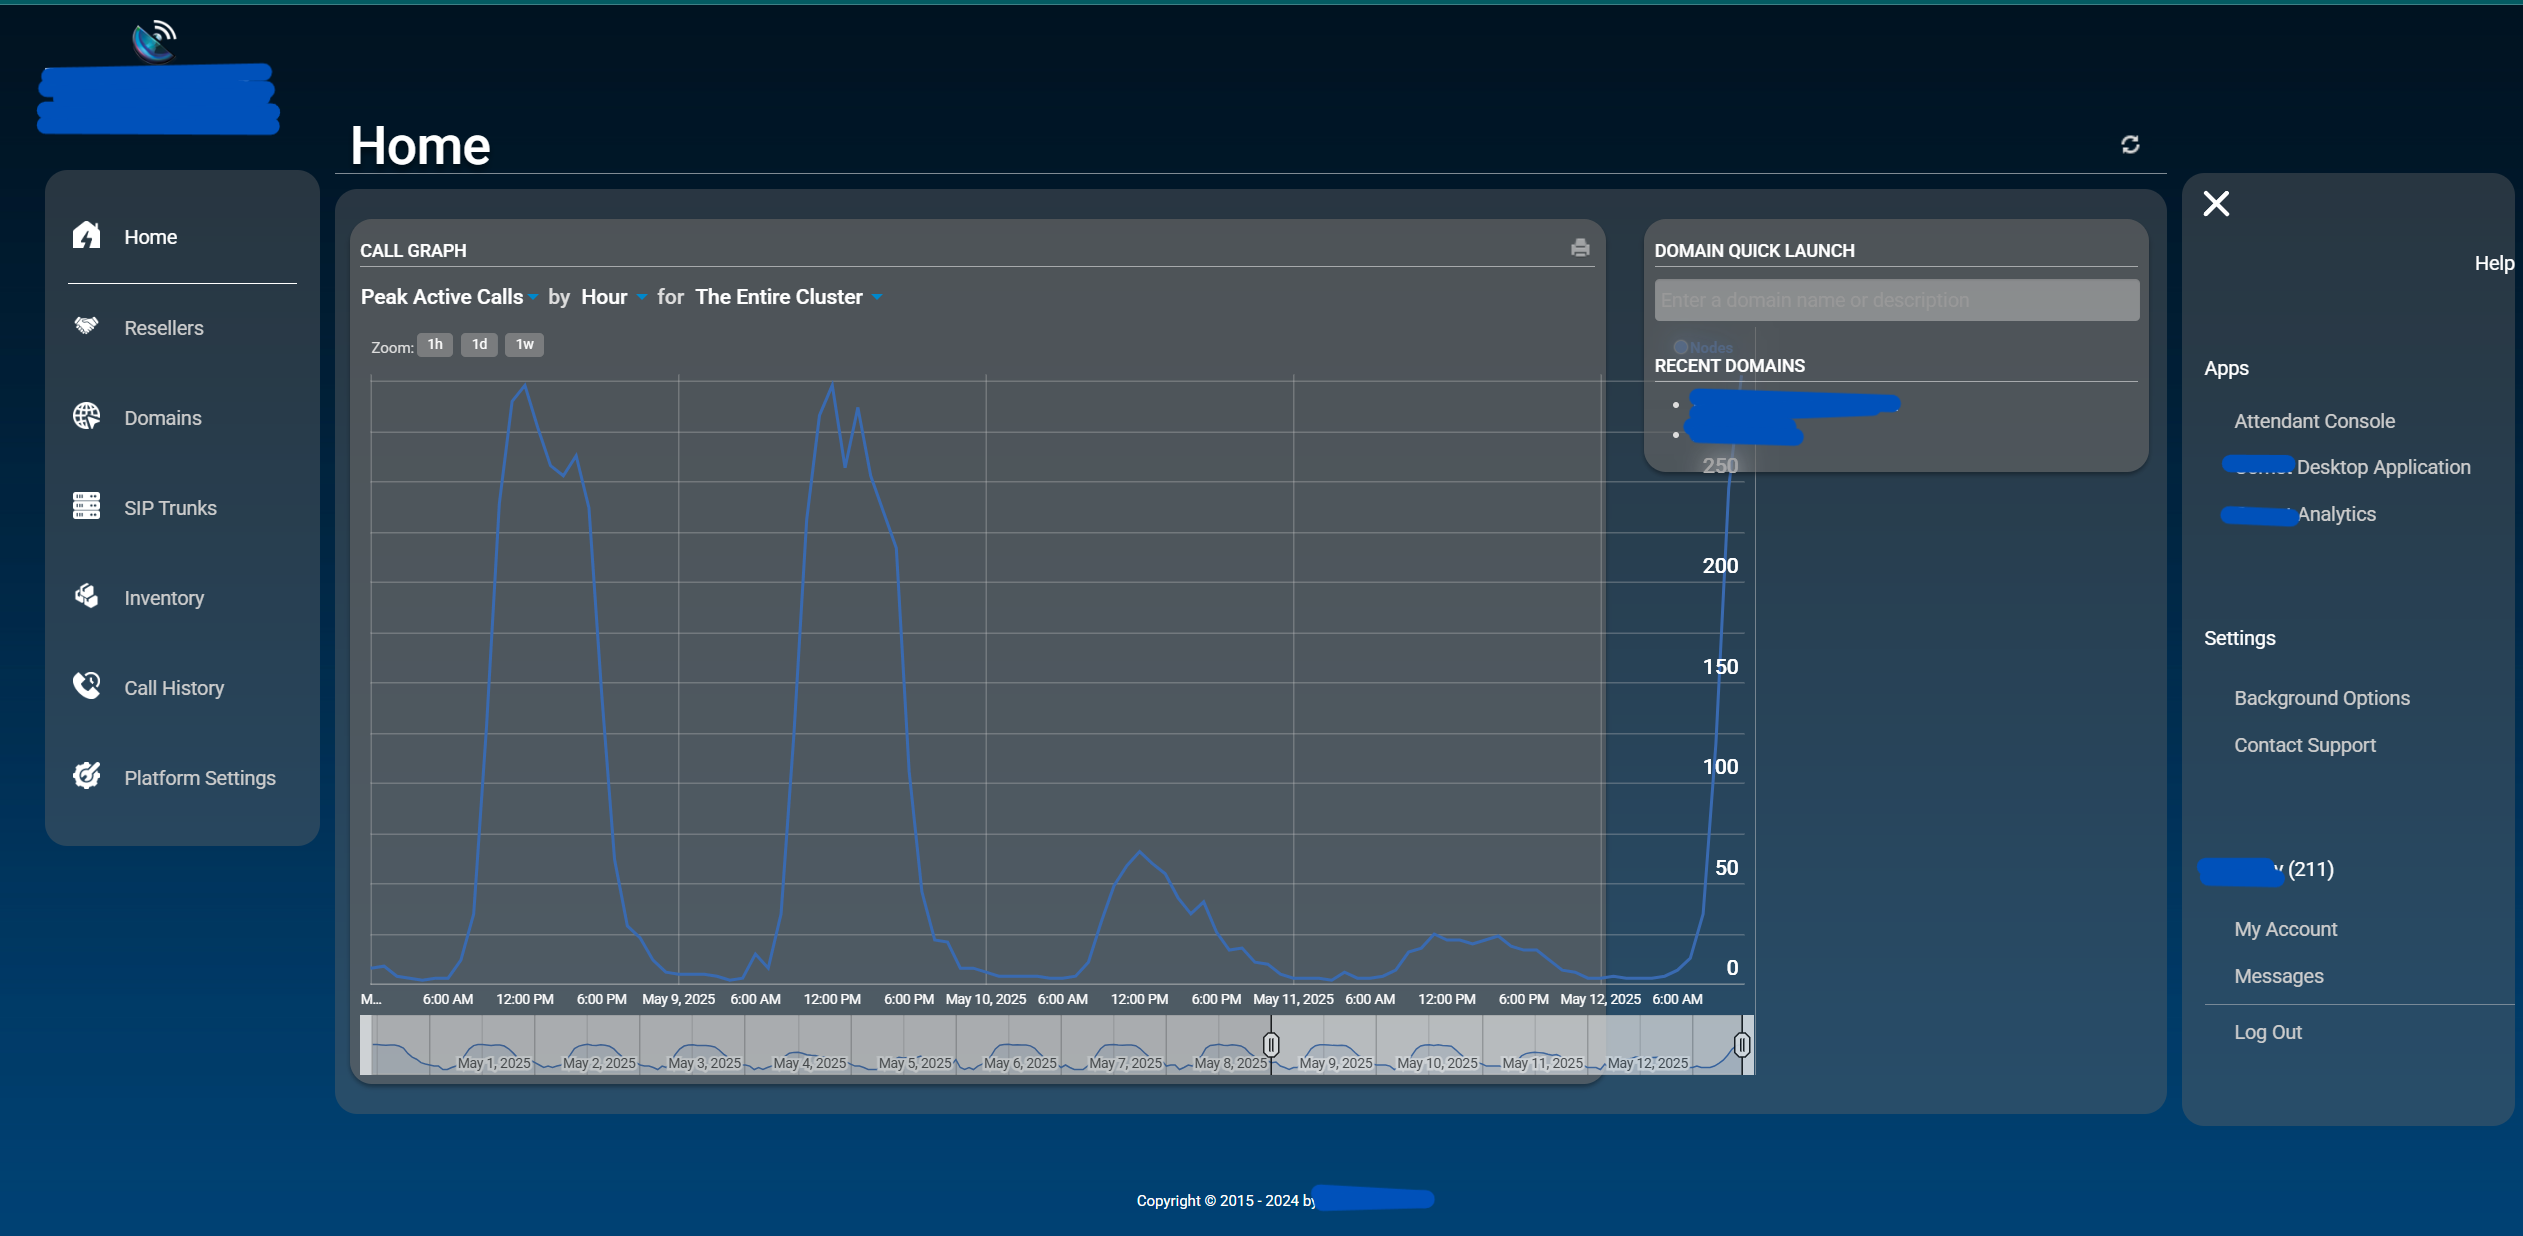 Home
Home
Resellers
Domains
SIP Trunks
Inventory
Call History
Platform Settings
CALL GRAPH
Peak Active Calls by Hour for The Entire Cluster
Zoom: 1h 1d 1w
250
200
150
100
50
0
M... 6:00 AM 12:00 PM 6:00 PM May 9, 2025 6:00 AM 12:00 PM 6:00 PM May 10, 2025 6:00 AM 12:00 PM 6:00 PM May 11, 2025 6:00 AM 12:00 PM 6:00 PM May 12, 2025 6:00 AM
May 1, 2025 May 2, 2025 May 3, 2025 May 4, 2025 May 5, 2025 May 6, 2025 May 7, 2025 May 8, 2025 May 9, 2025 May 10, 2025 May 11, 2025 May 12, 2025
DOMAIN QUICK LAUNCH
Enter a domain name or description
Nodes
RECENT DOMAINS
Help
Apps
Attendant Console
Desktop Application
Analytics
Settings
Background Options
Contact Support
(211)
My Account
Messages
Log Out
Copyright © 2015 - 2024 by